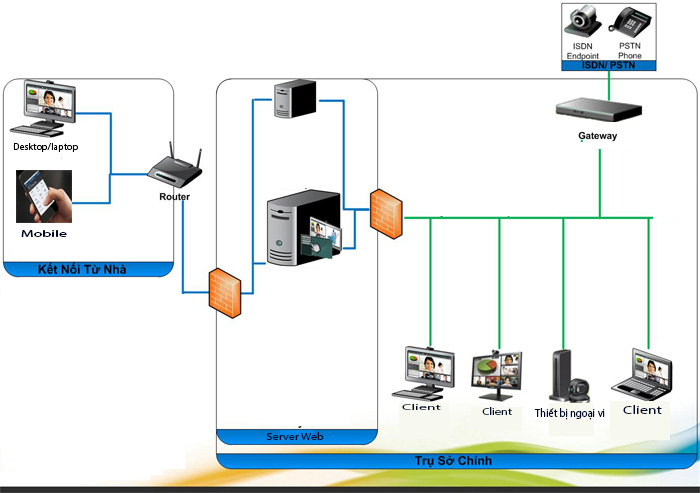 ISDN
Endpoint
PSTN
Phone
ISDN/ PSTN
Gateway
Desktop/laptop
Router
Mobile
Kết Nối Từ Nhà
Client
Client
Thiết bị ngoại vi
Client
Server Web
Trụ Sở Chính